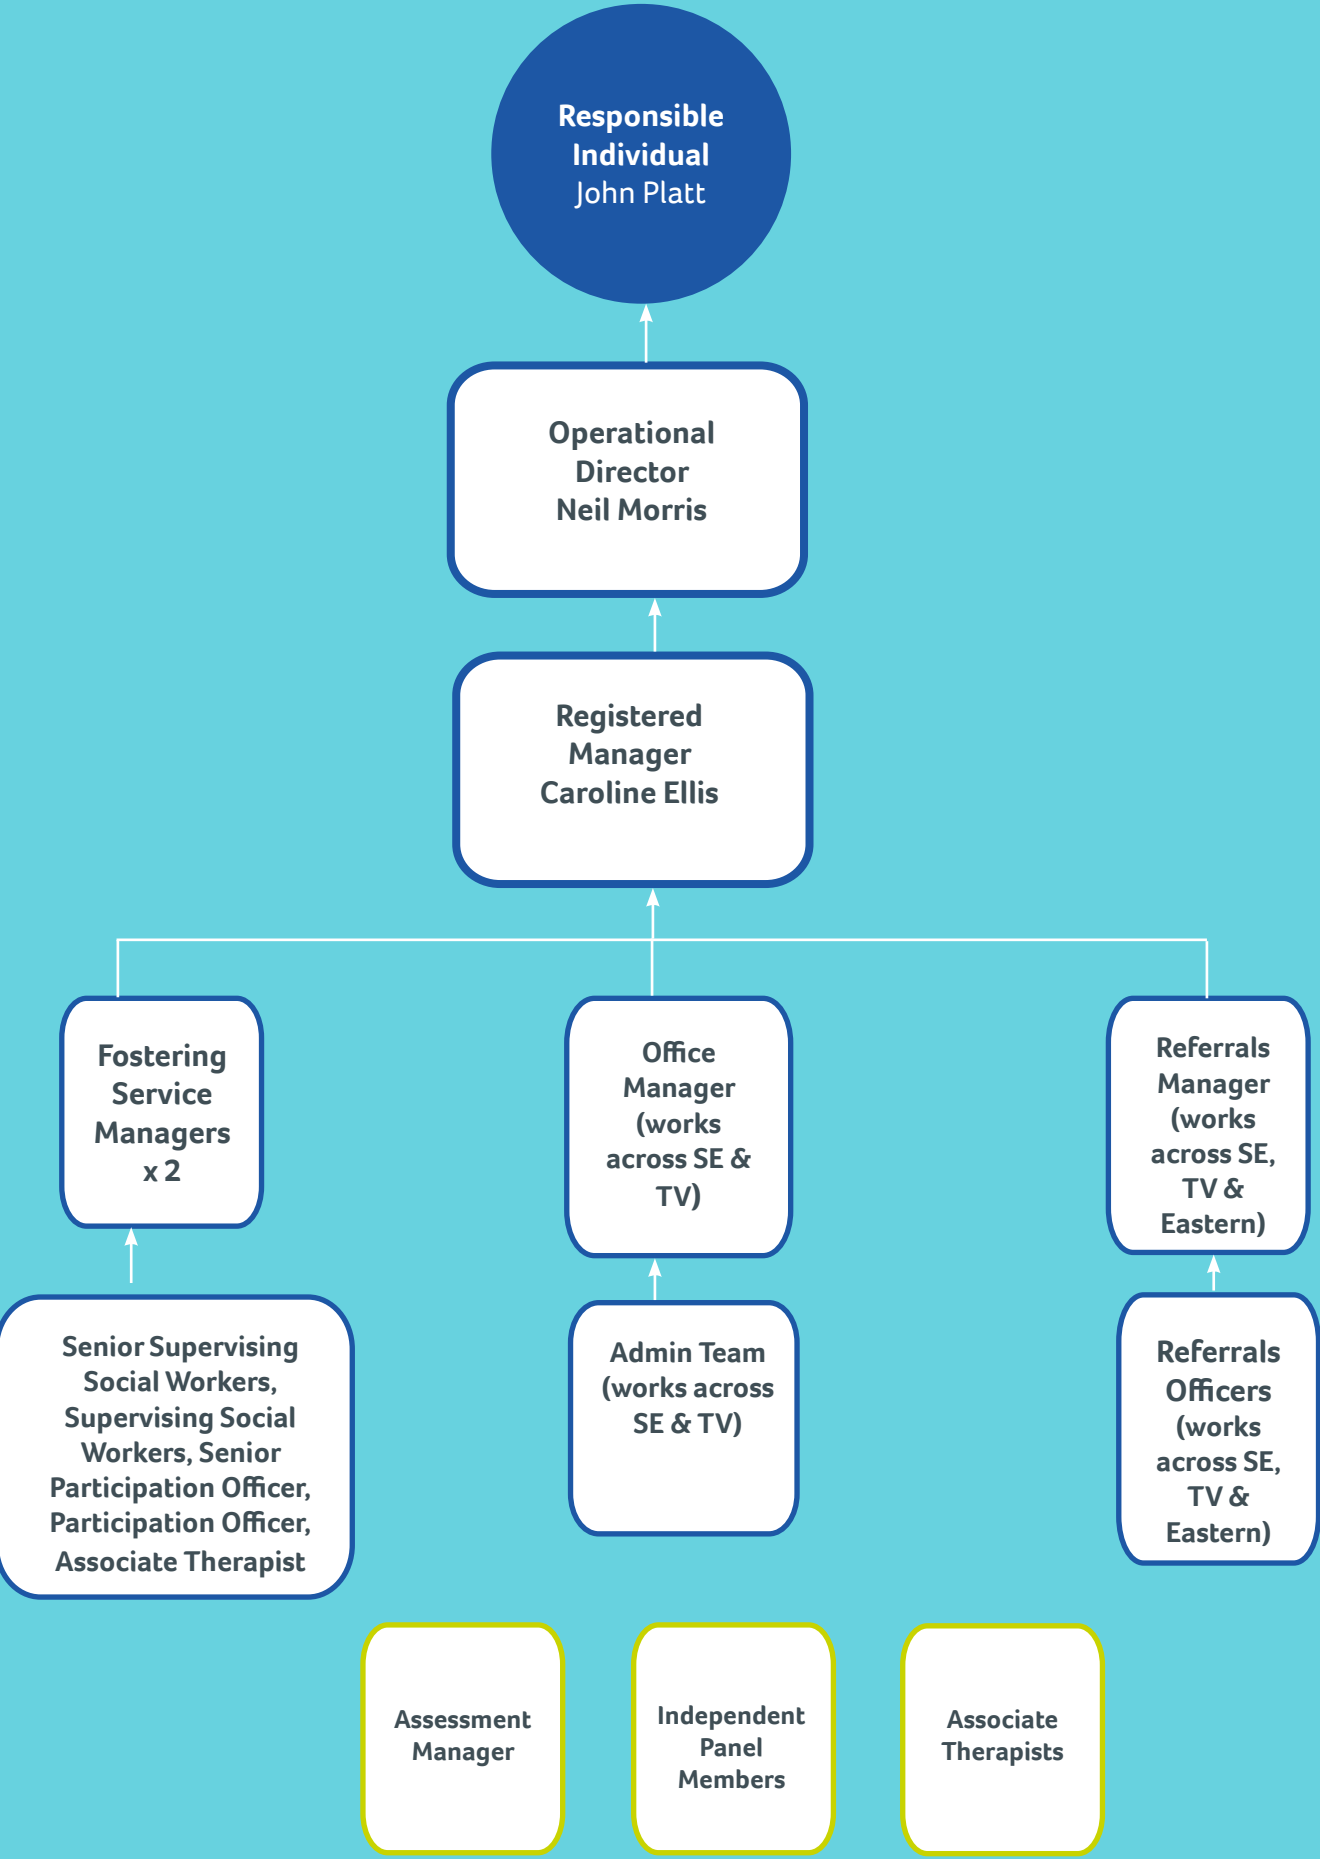 Responsible
Individual
John Platt
Operational
Director
Neil Morris
Registered
Manager
Caroline Ellis
Fostering
Service
Managers
x 2
Office
Manager
(works
across SE &
TV)
Referrals
Manager
(works
across SE,
TV &
Eastern)
Senior Supervising
Social Workers,
Supervising Social
Workers, Senior
Participation Officer,
Participation Officer,
Associate Therapist
Admin Team
(works across
SE & TV)
Referrals
Officers
(works
across SE,
TV &
Eastern)
Assessment
Manager
Independent
Panel
Members
Associate
Therapists